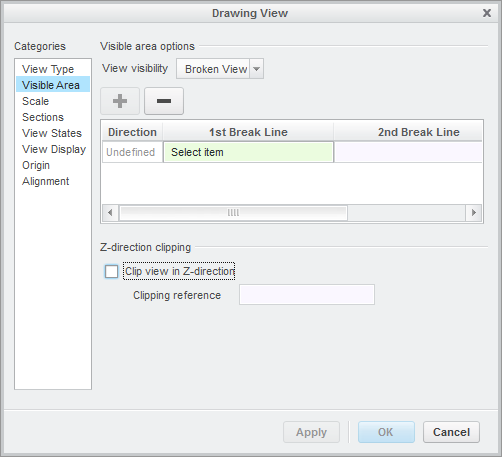 Drawing View
Categories
View Type
Visible Area
Scale
Sections
View States
View Display
Origin
Alignment
Visible area options
View visibility Broken View
Direction 1st Break Line 2nd Break Line
Undefined Select item
Z-direction clipping
Clip view in Z-direction
Clipping reference
Apply OK Cancel